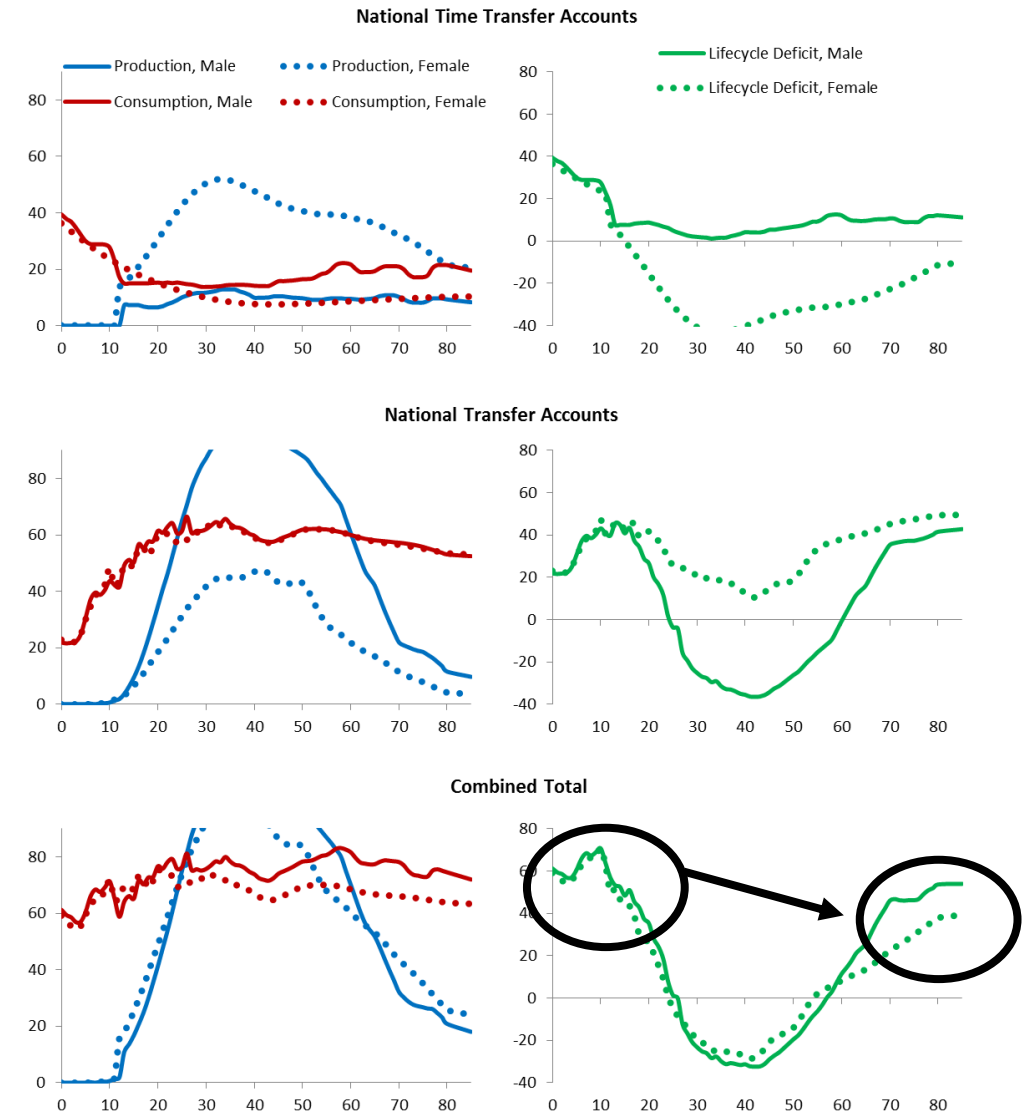 National Time Transfer Accounts
Production, Male
Production, Female
Consumption, Male
Consumption, Female
80
60
40
20
0
0 10 20 30 40 50 60 70 80
Lifecycle Deficit, Male
Lifecycle Deficit, Female
80
60
40
20
0
-20
-40
0 10 20 30 40 50 60 70 80
National Transfer Accounts
80
60
40
20
0
0 10 20 30 40 50 60 70 80
80
60
40
20
0
-20
-40
0 10 20 30 40 50 60 70 80
Combined Total
80
60
40
20
0
0 10 20 30 40 50 60 70 80
80
60
40
20
0
-20
-40
0 10 20 30 40 50 60 70 80